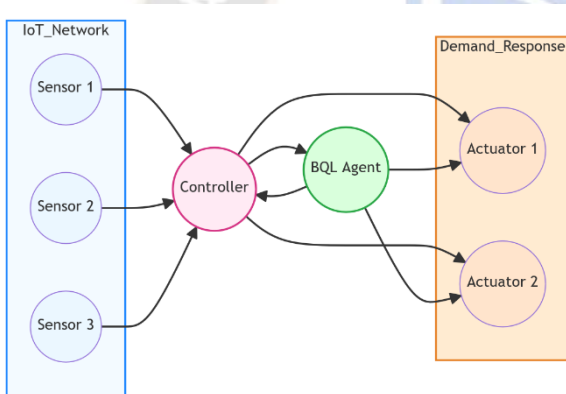 IoT_Network
Sensor 1
Sensor 2
Sensor 3
Controller
BQL Agent
Demand_Response
Actuator 1
Actuator 2